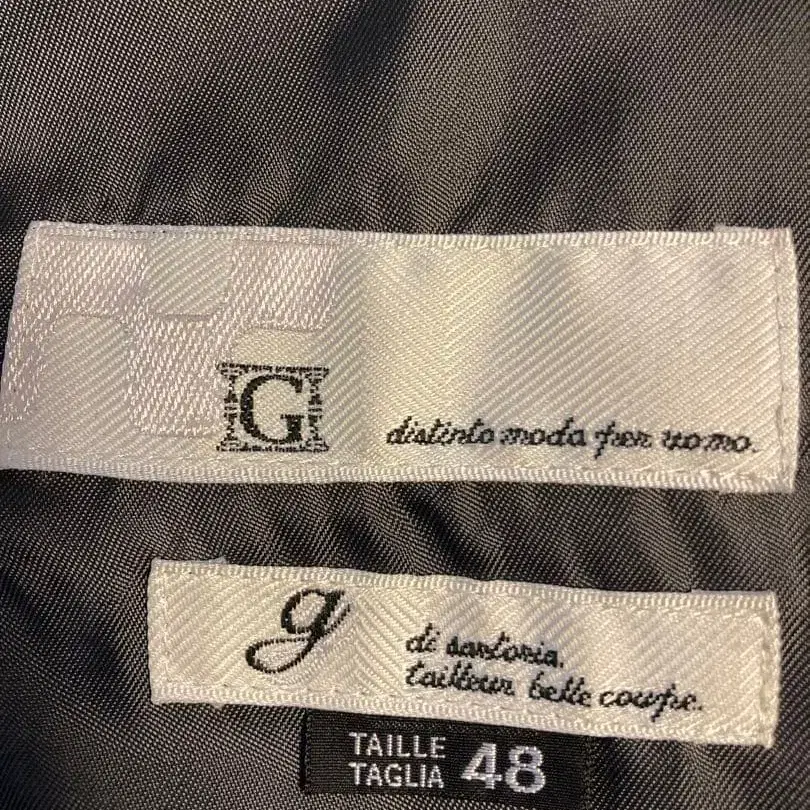 G
distinto moda per uomo.
g
di sartoria.
tailleur belle coupe.
TAILLE
TAGLIA 48